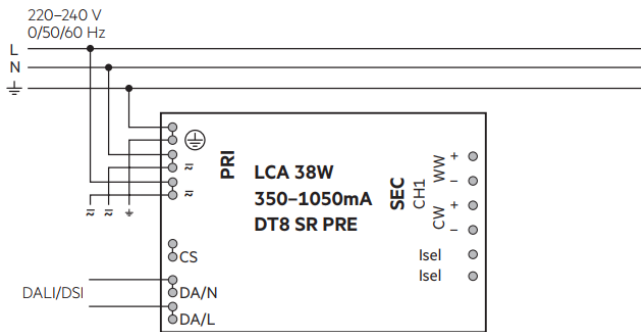 220–240 V
0/50/60 Hz
L
N
PRI
LCA 38W
350–1050mA
DT8 SR PRE
SEC
CH1
WW
+
–
CW
+
–
Isel
Isel
CS
DALI/DSI
DA/N
DA/L